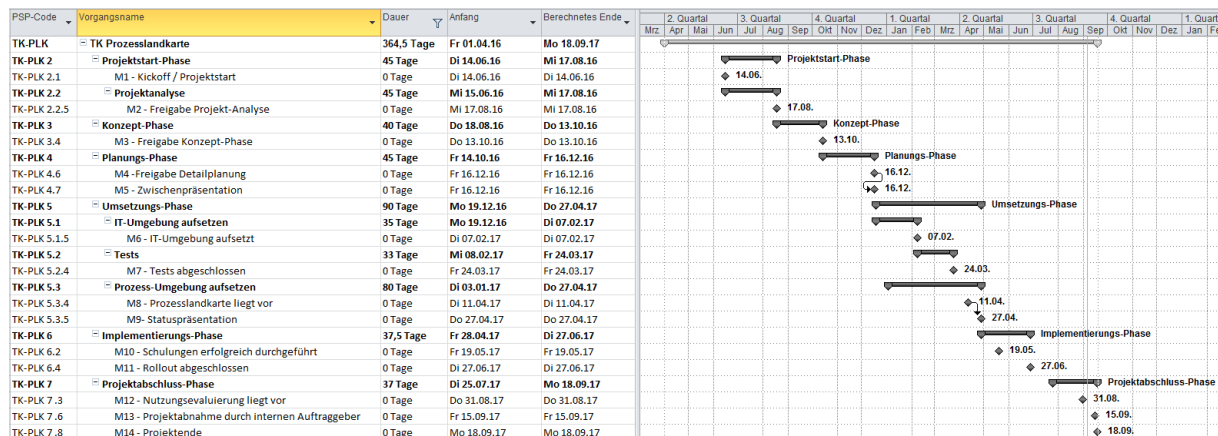 PSP-Code Vorgangsname Dauer Anfang Berechnetes Ende 2. Quartal 3. Quartal 4. Quartal 1. Quartal 2. Quartal 3. Quartal 4. Quartal 1. Quart
Mrz Apr Mai Jun Jul Aug Sep Okt Nov Dez Jan Feb Mrz Apr Mai Jun Jul Aug Sep Okt Nov Dez Jan Fe
TK-PLK TK Prozesslandkarte 364,5 Tage Fr 01.04.16 Mo 18.09.17
TK-PLK 2 Projektstart-Phase 45 Tage Di 14.06.16 Mi 17.08.16 Projektstart-Phase
TK-PLK 2.1 M1 - Kickoff / Projektstart 0 Tage Di 14.06.16 Di 14.06.16 14.06.
TK-PLK 2.2 Projektanalyse 45 Tage Mi 15.06.16 Mi 17.08.16
TK-PLK 2.2.5 M2 - Freigabe Projekt-Analyse 0 Tage Mi 17.08.16 Mi 17.08.16 17.08.
TK-PLK 3 Konzept-Phase 40 Tage Do 18.08.16 Do 13.10.16 Konzept-Phase
TK-PLK 3.4 M3 - Freigabe Konzept-Phase 0 Tage Do 13.10.16 Do 13.10.16 13.10.
TK-PLK 4 Planungs-Phase 45 Tage Fr 14.10.16 Fr 16.12.16 Planungs-Phase
TK-PLK 4.6 M4 -Freigabe Detailplanung 0 Tage Fr 16.12.16 Fr 16.12.16 16.12.
TK-PLK 4.7 M5 - Zwischenpräsentation 0 Tage Fr 16.12.16 Fr 16.12.16 16.12.
TK-PLK 5 Umsetzungs-Phase 90 Tage Mo 19.12.16 Do 27.04.17 Umsetzungs-Phase
TK-PLK 5.1 IT-Umgebung aufsetzen 35 Tage Mo 19.12.16 Di 07.02.17
TK-PLK 5.1.5 M6 - IT-Umgebung aufsetzt 0 Tage Di 07.02.17 Di 07.02.17 07.02.
TK-PLK 5.2 Tests 33 Tage Mi 08.02.17 Fr 24.03.17
TK-PLK 5.2.4 M7 - Tests abgeschlossen 0 Tage Fr 24.03.17 Fr 24.03.17 24.03.
TK-PLK 5.3 Prozess-Umgebung aufsetzen 80 Tage Di 03.01.17 Do 27.04.17
TK-PLK 5.3.4 M8 - Prozesslandkarte liegt vor 0 Tage Di 11.04.17 Di 11.04.17 11.04.
TK-PLK 5.3.5 M9- Statuspräsentation 0 Tage Do 27.04.17 Do 27.04.17 27.04.
TK-PLK 6 Implementierungs-Phase 37,5 Tage Fr 28.04.17 Di 27.06.17 Implementierungs-Phase
TK-PLK 6.2 M10 - Schulungen erfolgreich durchgeführt 0 Tage Fr 19.05.17 Fr 19.05.17 19.05.
TK-PLK 6.4 M11 - Rollout abgeschlossen 0 Tage Di 27.06.17 Di 27.06.17 27.06.
TK-PLK 7 Projektabschluss-Phase 37 Tage Di 25.07.17 Mo 18.09.17 Projektabschluss-Phase
TK-PLK 7.3 M12 - Nutzungsevaluierung liegt vor 0 Tage Do 31.08.17 Do 31.08.17 31.08.
TK-PLK 7.6 M13 - Projektabnahme durch internen Auftraggeber 0 Tage Fr 15.09.17 Fr 15.09.17 15.09.
TK-PLK 7.8 M14 - Projektende 0 Tage Mo 18.09.17 Mo 18.09.17 18.09.